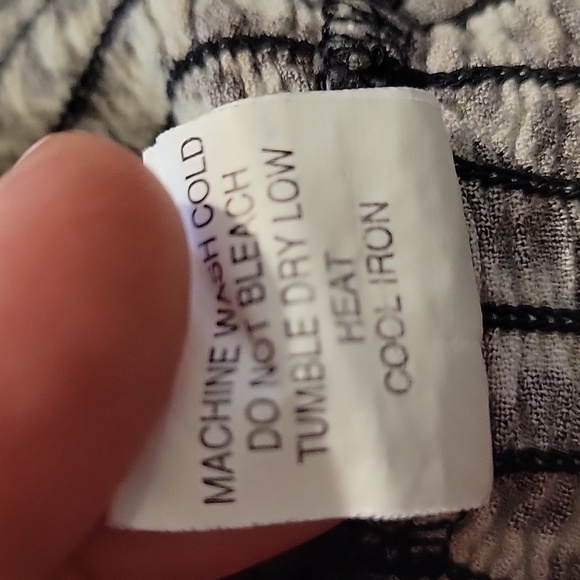 MACHINE WASH COLD
DO NOT BLEACH
TUMBLE DRY LOW
HEAT
COOL IRON